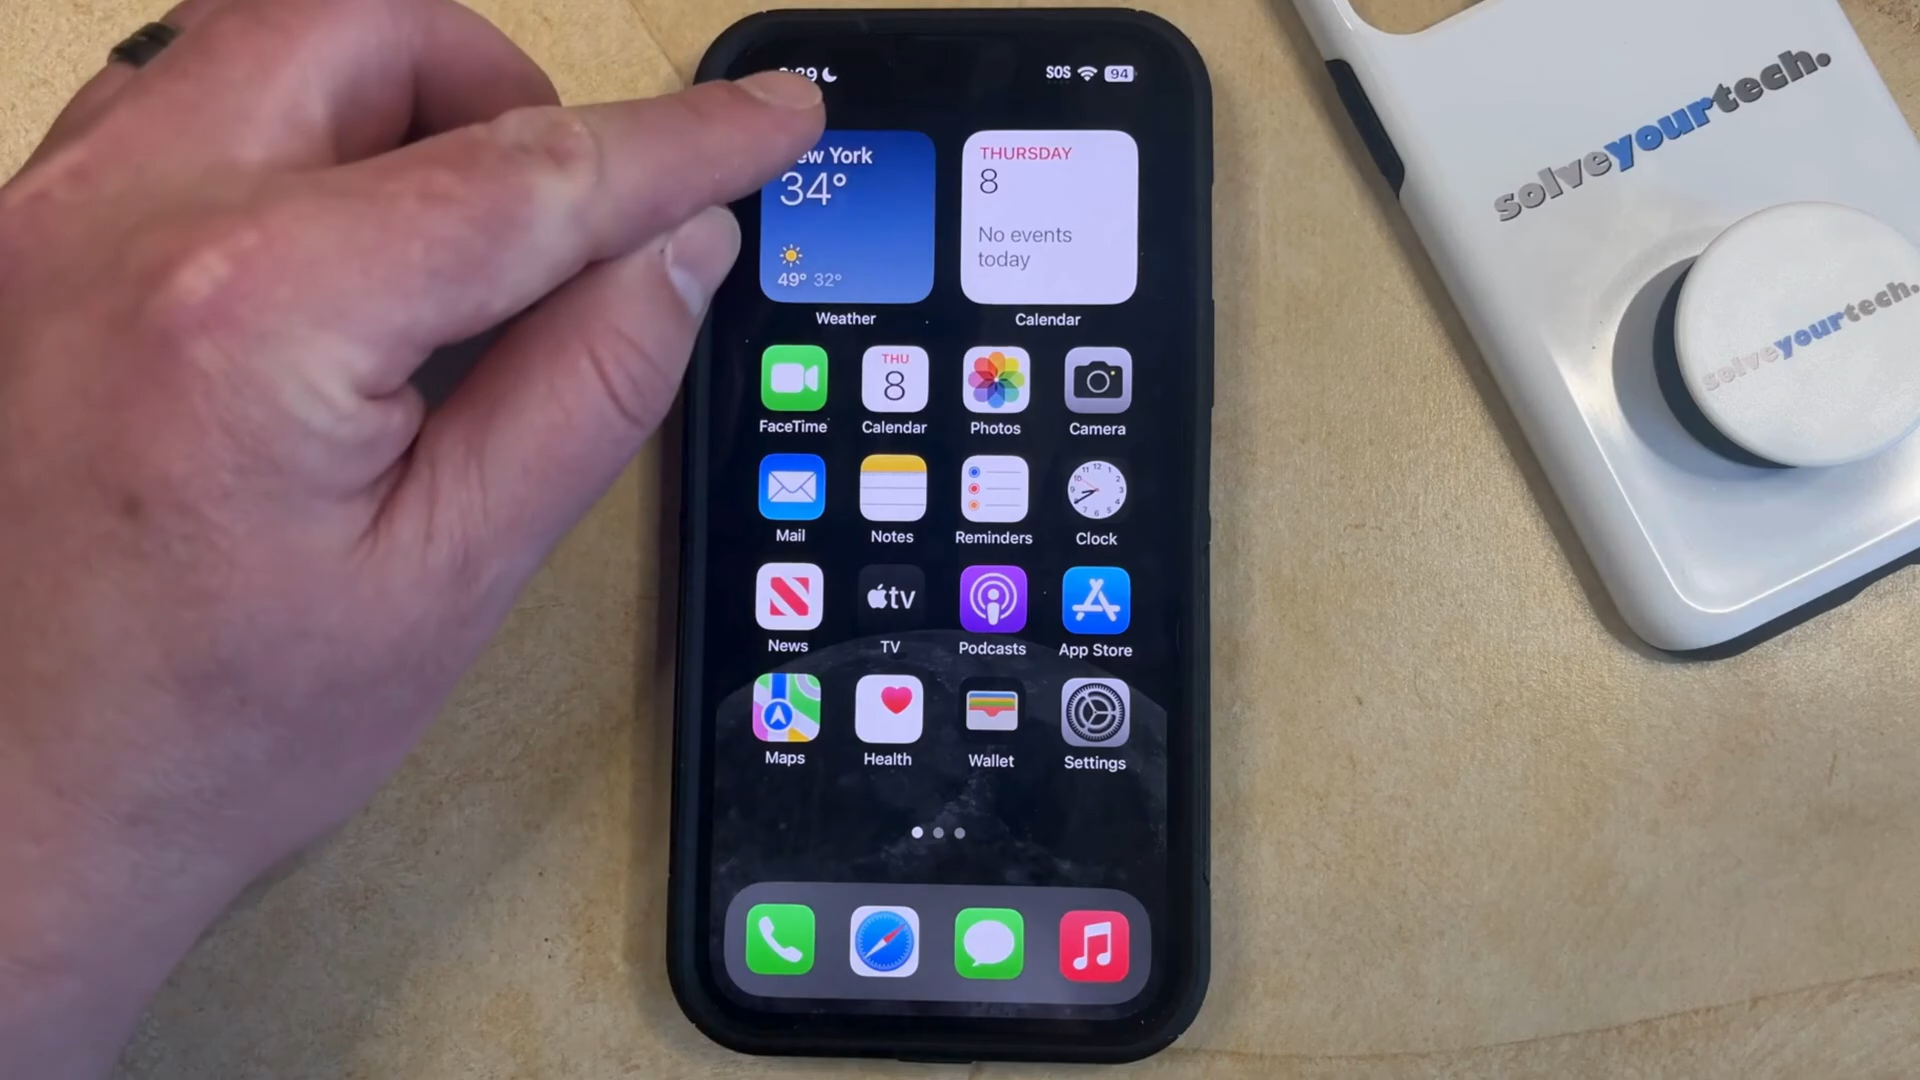 SOS 94
solveyourtech.
New York
34°
49° 32°
Weather
THURSDAY
8
No events
today
Calendar
solveyourtech.
THU
8
FaceTime Calendar Photos Camera
Mail Notes Reminders Clock
tv
News TV Podcasts App Store
Maps Health Wallet Settings